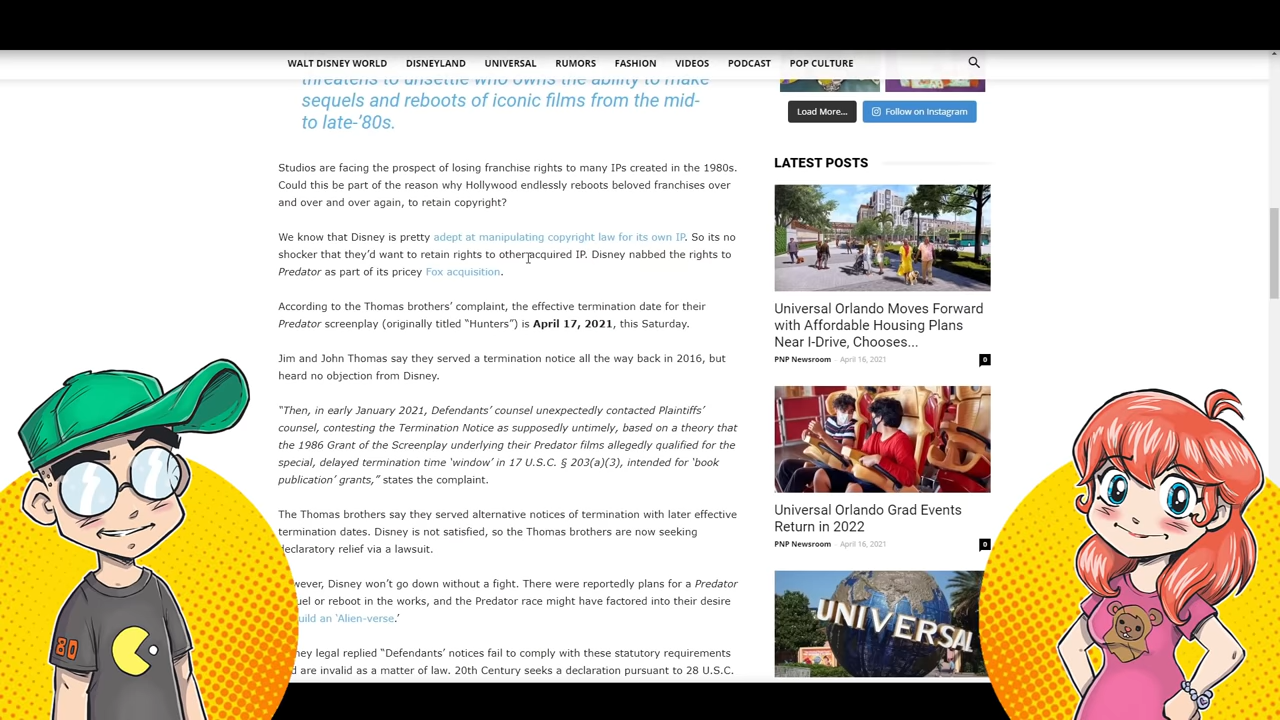 WALT DISNEY WORLD DISNEYLAND UNIVERSAL RUMORS FASHION VIDEOS PODCAST POP CULTURE
threatens to unsettle who owns the ability to make
sequels and reboots of iconic films from the mid-
to late-'80s.
Studios are facing the prospect of losing franchise rights to many IPs created in the 1980s.
Could this be part of the reason why Hollywood endlessly reboots beloved franchises over
and over and over again, to retain copyright?
We know that Disney is pretty adept at manipulating copyright law for its own IP. So its no
shocker that they'd want to retain rights to other acquired IP. Disney nabbed the rights to
Predator as part of its pricey Fox acquisition.
According to the Thomas brothers' complaint, the effective termination date for their
Predator screenplay (originally titled "Hunters") is April 17, 2021, this Saturday.
Jim and John Thomas say they served a termination notice all the way back in 2016, but
heard no objection from Disney.
"Then, in early January 2021, Defendants' counsel unexpectedly contacted Plaintiffs'
counsel, contesting the Termination Notice as supposedly untimely, based on a theory that
the 1986 Grant of the Screenplay underlying their Predator films allegedly qualified for the
special, delayed termination time 'window' in 17 U.S.C. § 203(a)(3), intended for 'book
publication' grants," states the complaint.
The Thomas brothers say they served alternative notices of termination with later effective
termination dates. Disney is not satisfied, so the Thomas brothers are now seeking
declaratory relief via a lawsuit.
wever, Disney won't go down without a fight. There were reportedly plans for a Predator
uel or reboot in the works, and the Predator race might have factored into their desire
uild an 'Alien-verse.'
ney legal replied "Defendants' notices fail to comply with these statutory requirements
d are invalid as a matter of law. 20th Century seeks a declaration pursuant to 28 U.S.C.
Load More... Follow on Instagram
LATEST POSTS
Universal Orlando Moves Forward
with Affordable Housing Plans
Near I-Drive, Chooses...
PNP Newsroom - April 16, 2021 0
Universal Orlando Grad Events
Return in 2022
PNP Newsroom - April 16, 2021 0
UNIVERSAL
80